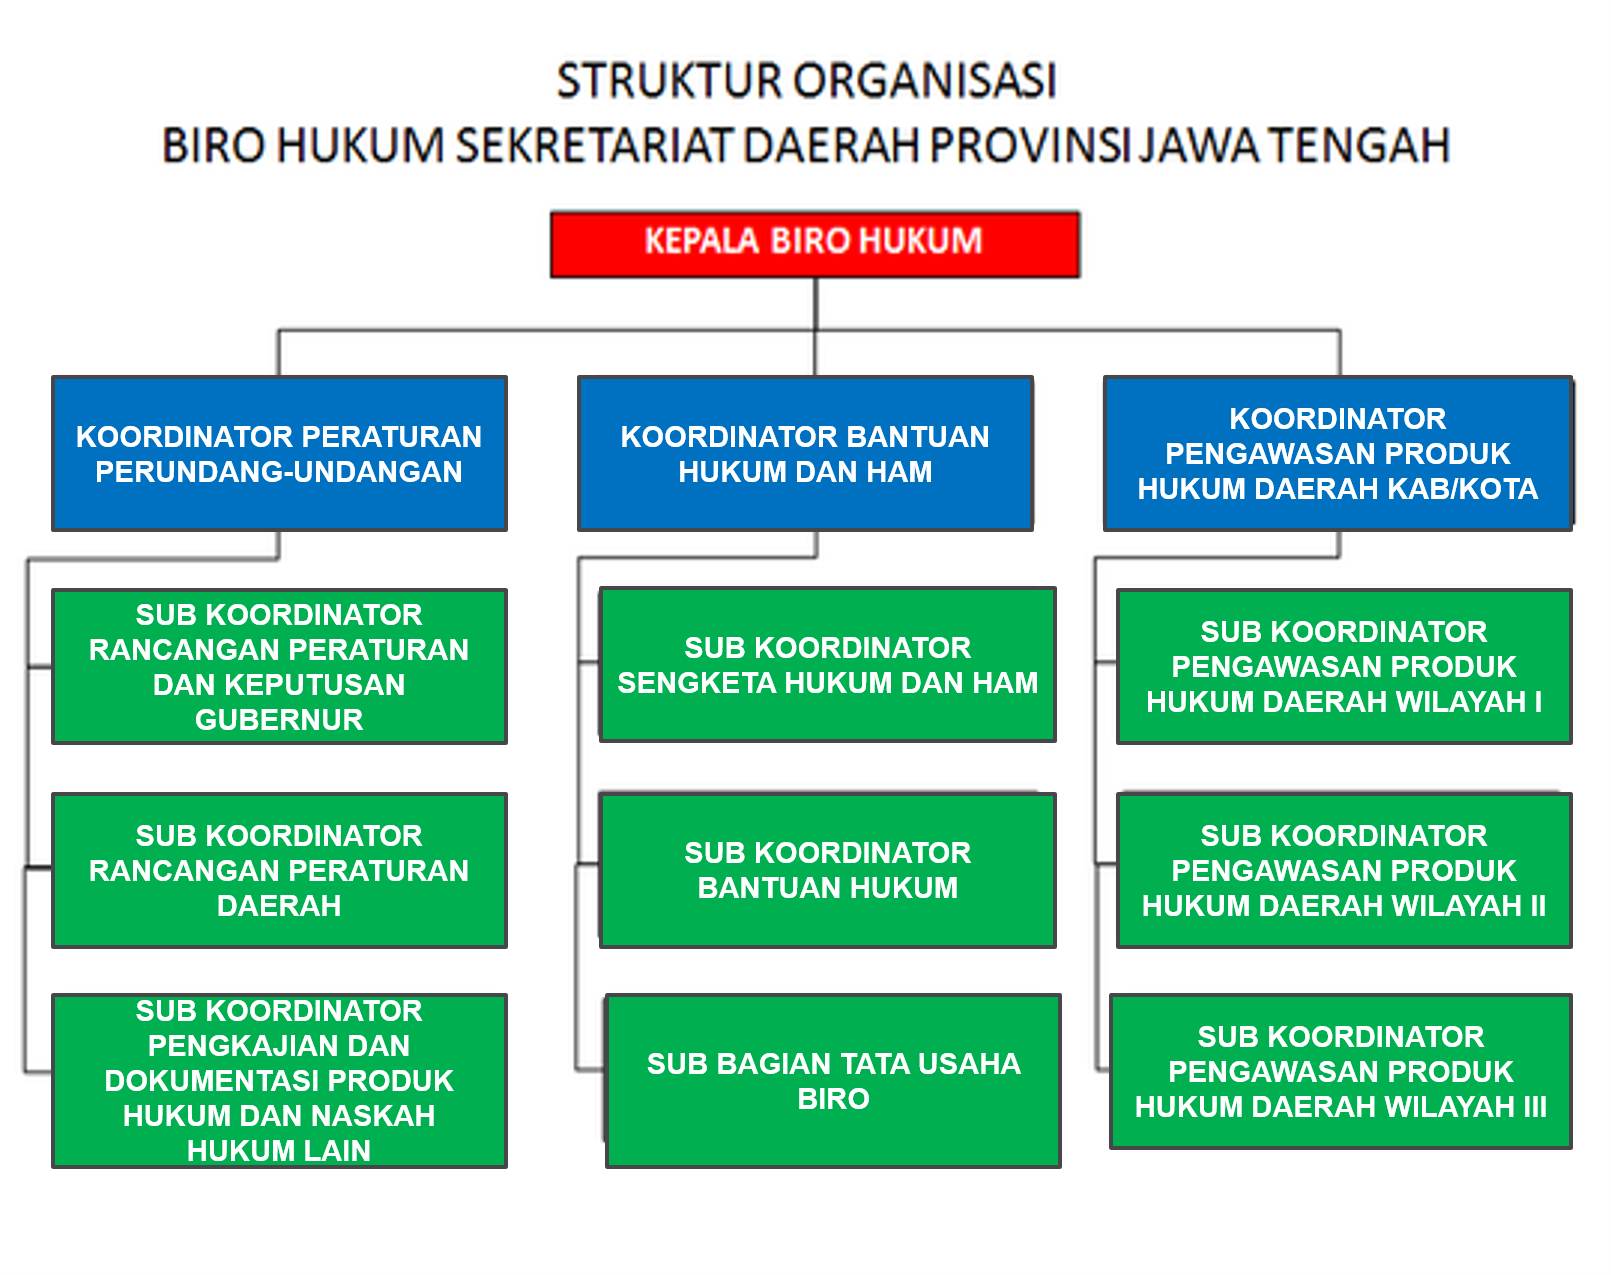 STRUKTUR ORGANISASI
BIRO HUKUM SEKRETARIAT DAERAH PROVINSI JAWA TENGAH
KEPALA BIRO HUKUM
KOORDINATOR PERATURAN
PERUNDANG-UNDANGAN
KOORDINATOR BANTUAN
HUKUM DAN HAM
KOORDINATOR
PENGAWASAN PRODUK
HUKUM DAERAH KAB/KOTA
SUB KOORDINATOR
RANCANGAN PERATURAN
DAN KEPUTUSAN
GUBERNUR
SUB KOORDINATOR
SENGKETA HUKUM DAN HAM
SUB KOORDINATOR
PENGAWASAN PRODUK
HUKUM DAERAH WILAYAH I
SUB KOORDINATOR
RANCANGAN PERATURAN
DAERAH
SUB KOORDINATOR
BANTUAN HUKUM
SUB KOORDINATOR
PENGAWASAN PRODUK
HUKUM DAERAH WILAYAH II
SUB KOORDINATOR
PENGKAJIAN DAN
DOKUMENTASI PRODUK
HUKUM DAN NASKAH
HUKUM LAIN
SUB BAGIAN TATA USAHA
BIRO
SUB KOORDINATOR
PENGAWASAN PRODUK
HUKUM DAERAH WILAYAH III